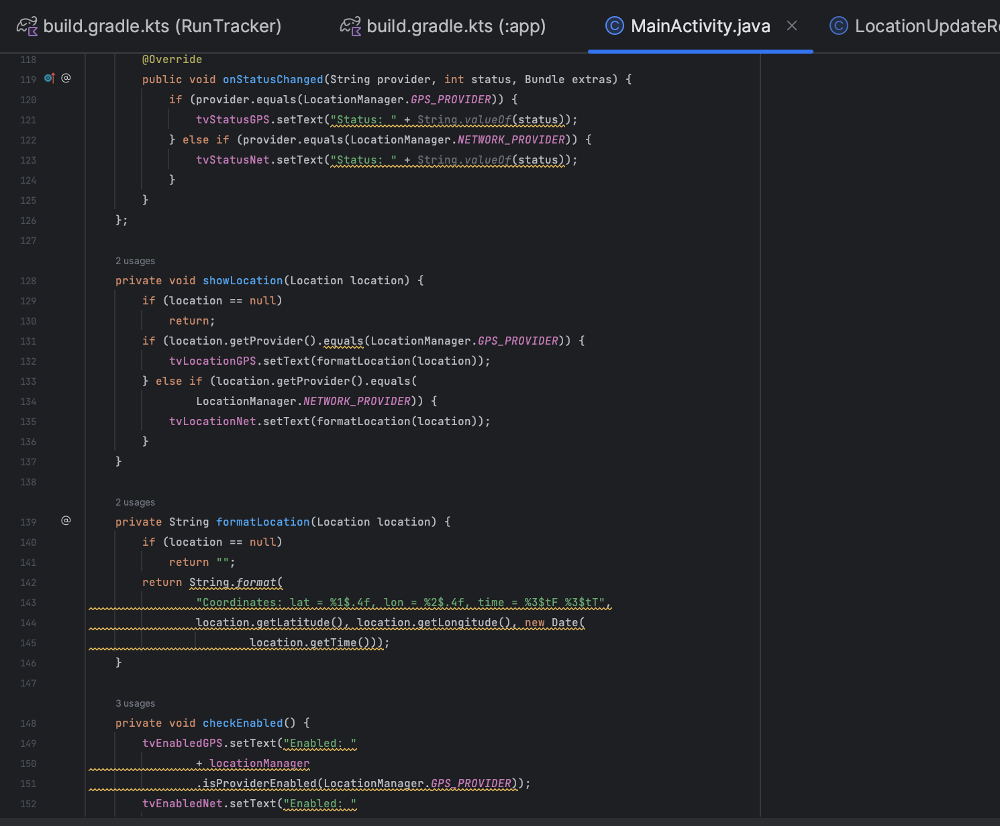 build.gradle.kts (RunTracker) build.gradle.kts (:app) MainActivity.java LocationUpdateR
118 @Override
119 @ public void onStatusChanged(String provider, int status, Bundle extras) {
120 if (provider.equals(LocationManager.GPS_PROVIDER)) {
121 tvStatusGPS.setText("Status: " + String.valueOf(status));
122 } else if (provider.equals(LocationManager.NETWORK_PROVIDER)) {
123 tvStatusNet.setText("Status: " + String.valueOf(status));
124 }
125 }
126 };
127
2 usages
128 private void showLocation(Location location) {
129 if (location == null)
130 return;
131 if (location.getProvider().equals(LocationManager.GPS_PROVIDER)) {
132 tvLocationGPS.setText(formatLocation(location));
133 } else if (location.getProvider().equals(
134 LocationManager.NETWORK_PROVIDER)) {
135 tvLocationNet.setText(formatLocation(location));
136 }
137 }
138
2 usages
139 @ private String formatLocation(Location location) {
140 if (location == null)
141 return "";
142 return String.format(
143 "Coordinates: lat = %1$.4f, lon = %2$.4f, time = %3$tF %3$tT",
144 location.getLatitude(), location.getLongitude(), new Date(
145 location.getTime()));
146 }
147
3 usages
148 private void checkEnabled() {
149 tvEnabledGPS.setText("Enabled: "
150 + locationManager
151 .isProviderEnabled(LocationManager.GPS_PROVIDER));
152 tvEnabledNet.setText("Enabled: "